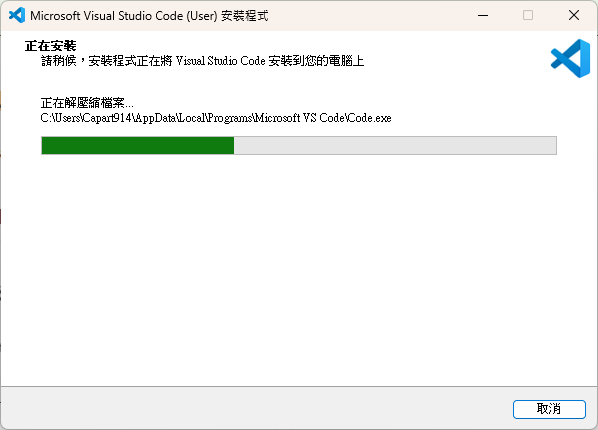 Microsoft Visual Studio Code (User) 安裝程式
正在安裝
請稍候，安裝程式正在將 Visual Studio Code 安裝到您的電腦上
正在解壓縮檔案...
C:\Users\Capart914\AppData\Local\Programs\Microsoft VS Code\Code.exe
取消